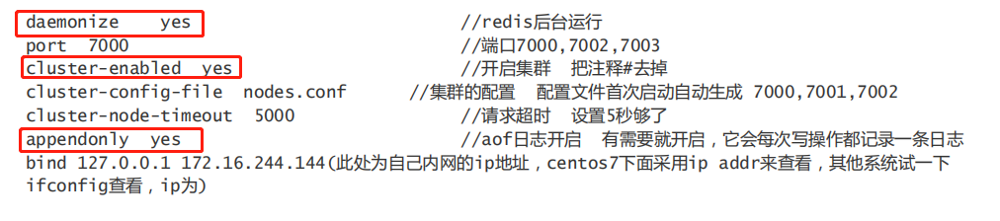 daemonize    yes                              //redis后台运行
port  7000                                    //端口7000,7002,7003
cluster-enabled  yes                          //开启集群  把注释#去掉
cluster-config-file  nodes.conf      //集群的配置  配置文件首次启动自动生成 7000,7001,7002
cluster-node-timeout  5000                    //请求超时  设置5秒够了
appendonly  yes                               //aof日志开启  有需要就开启，它会每次写操作都记录一条日志
bind 127.0.0.1 172.16.244.144(此处为自己内网的ip地址，centos7下面采用ip addr来查看，其他系统试一下
ifconfig查看，ip为)